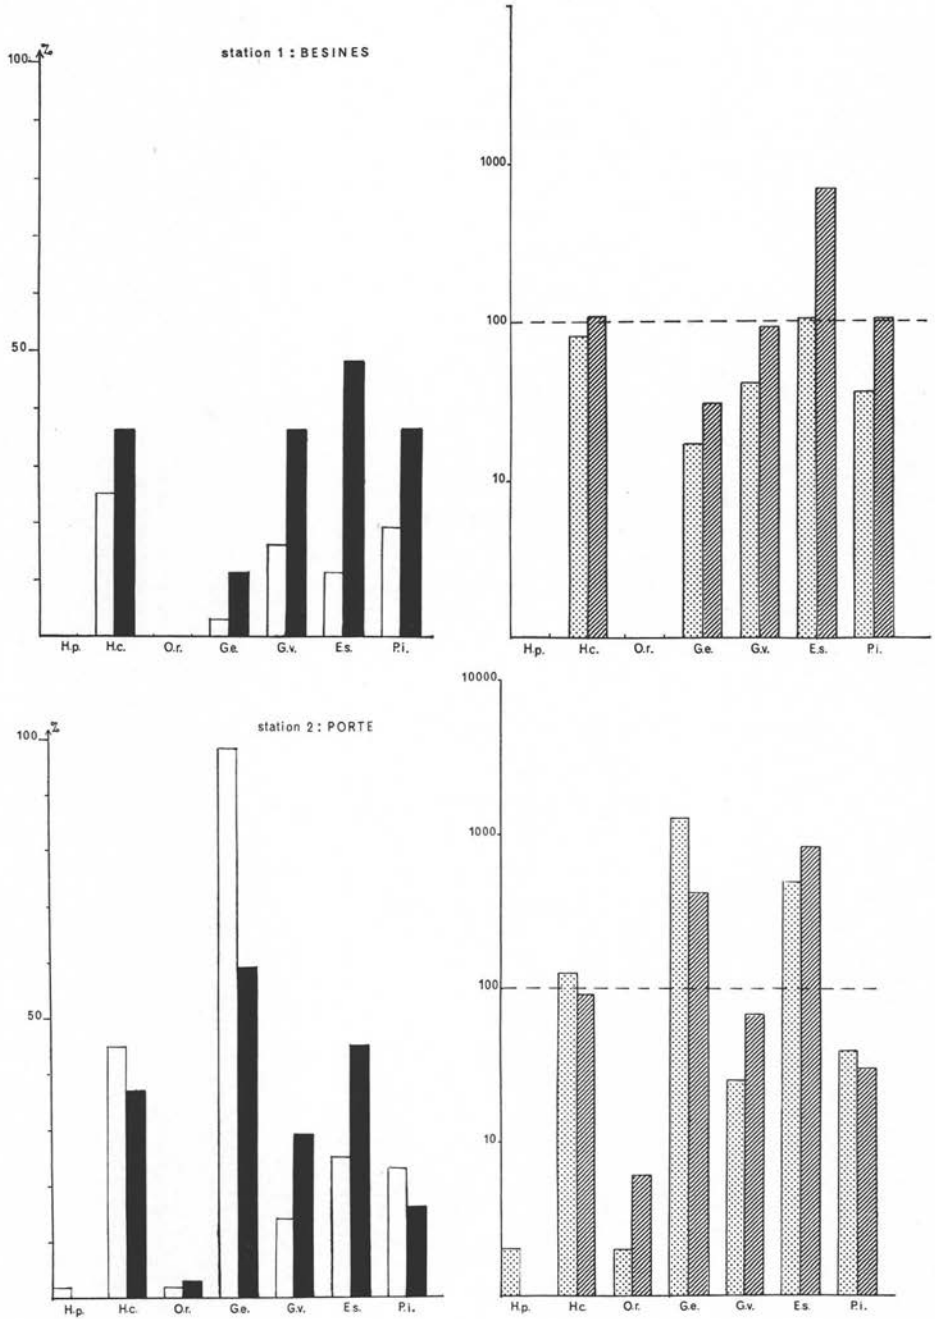 station 1 : BESINES
%
100
50
H.p. H.c. O.r. G.e. G.v. E.s. P.i.
1000
100
10
H.p. H.c. O.r. G.e. G.v. E.s. P.i.
station 2 : PORTE
%
100
50
H.p. H.c. O.r. G.e. G.v. E.s. P.i.
10000
1000
100
10
H.p. H.c. O.r. G.e. G.v. E.s. P.i.